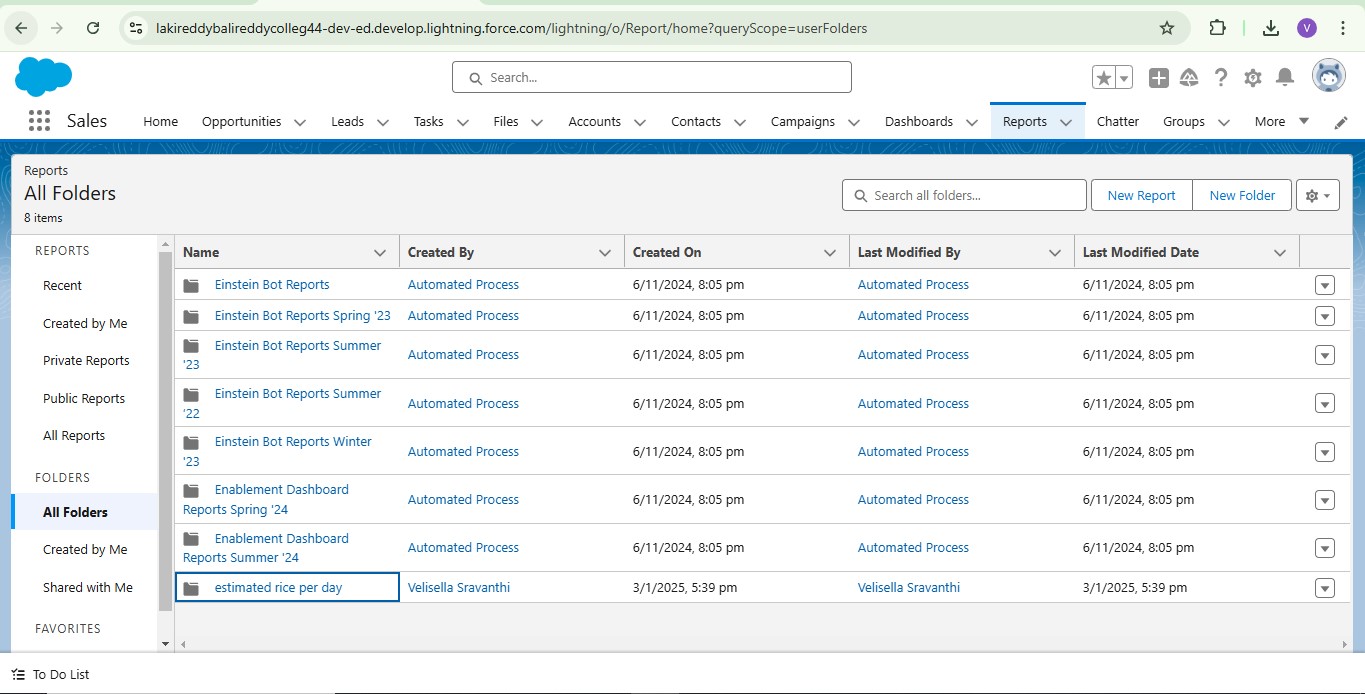 lakireddybalireddycolleg44-dev-ed.develop.lightning.force.com/lightning/o/Report/home?queryScope=userFolders
V
Search...
Sales
Home
Opportunities
Leads
Tasks
Files
Accounts
Contacts
Campaigns
Dashboards
Reports
Chatter
Groups
More
Reports
All Folders
8 items
Search all folders...
New Report
New Folder
REPORTS
Recent
Created by Me
Private Reports
Public Reports
All Reports
FOLDERS
All Folders
Created by Me
Shared with Me
FAVORITES
Name Created By Created On Last Modified By Last Modified Date
Einstein Bot Reports Automated Process 6/11/2024, 8:05 pm Automated Process 6/11/2024, 8:05 pm
Einstein Bot Reports Spring '23 Automated Process 6/11/2024, 8:05 pm Automated Process 6/11/2024, 8:05 pm
Einstein Bot Reports Summer
'23 Automated Process 6/11/2024, 8:05 pm Automated Process 6/11/2024, 8:05 pm
Einstein Bot Reports Summer
'22 Automated Process 6/11/2024, 8:05 pm Automated Process 6/11/2024, 8:05 pm
Einstein Bot Reports Winter
'23 Automated Process 6/11/2024, 8:05 pm Automated Process 6/11/2024, 8:05 pm
Enablement Dashboard
Reports Spring '24 Automated Process 6/11/2024, 8:05 pm Automated Process 6/11/2024, 8:05 pm
Enablement Dashboard
Reports Summer '24 Automated Process 6/11/2024, 8:05 pm Automated Process 6/11/2024, 8:05 pm
estimated rice per day Velisella Sravanthi 3/1/2025, 5:39 pm Velisella Sravanthi 3/1/2025, 5:39 pm
To Do List